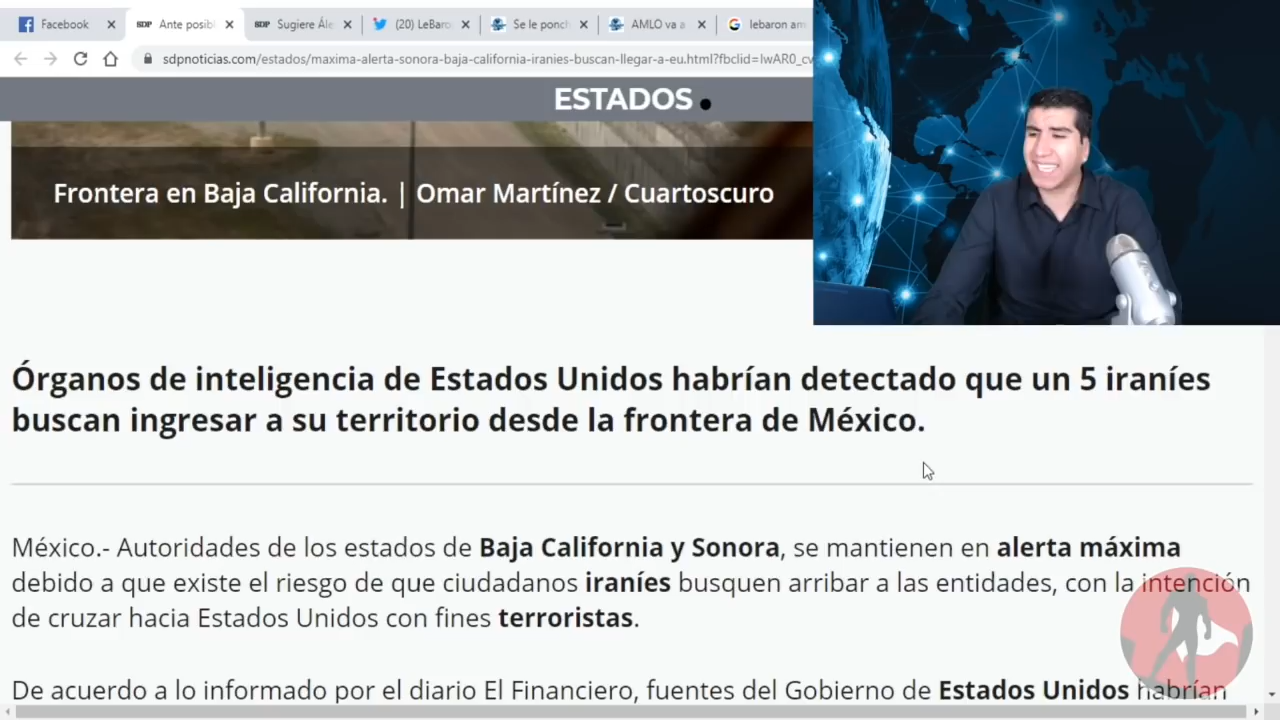 Facebook
SDP Ante posibl
SDP Sugiere Ále
(20) LeBaro
Se le ponch
AMLO va a
lebaron am
sdpnoticias.com/estados/maxima-alerta-sonora-baja-california-iranies-buscan-llegar-a-eu.html?fbclid=IwAR0_cv
ESTADOS
Frontera en Baja California. | Omar Martínez / Cuartoscuro
Órganos de inteligencia de Estados Unidos habrían detectado que un 5 iraníes
buscan ingresar a su territorio desde la frontera de México.
México.- Autoridades de los estados de Baja California y Sonora, se mantienen en alerta máxima
debido a que existe el riesgo de que ciudadanos iraníes busquen arribar a las entidades, con la intención
de cruzar hacia Estados Unidos con fines terroristas.
De acuerdo a lo informado por el diario El Financiero, fuentes del Gobierno de Estados Unidos habrían